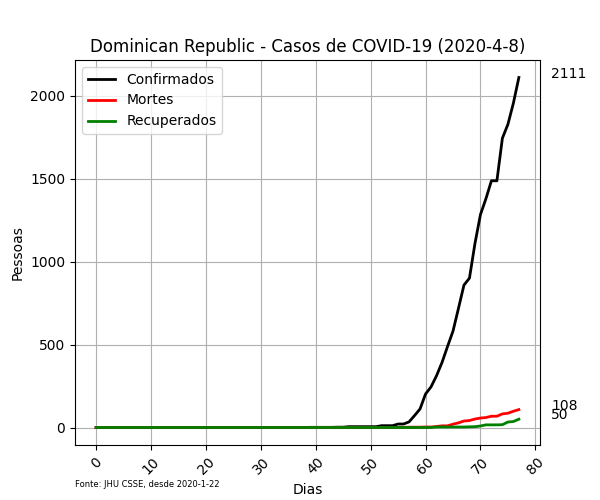 Dominican Republic - Casos de COVID-19 (2020-4-8)
Confirmados
Mortes
Recuperados
2111
108
50
Pessoas
2000
1500
1000
500
0
0 10 20 30 40 50 60 70 80
Dias
Fonte: JHU CSSE, desde 2020-1-22